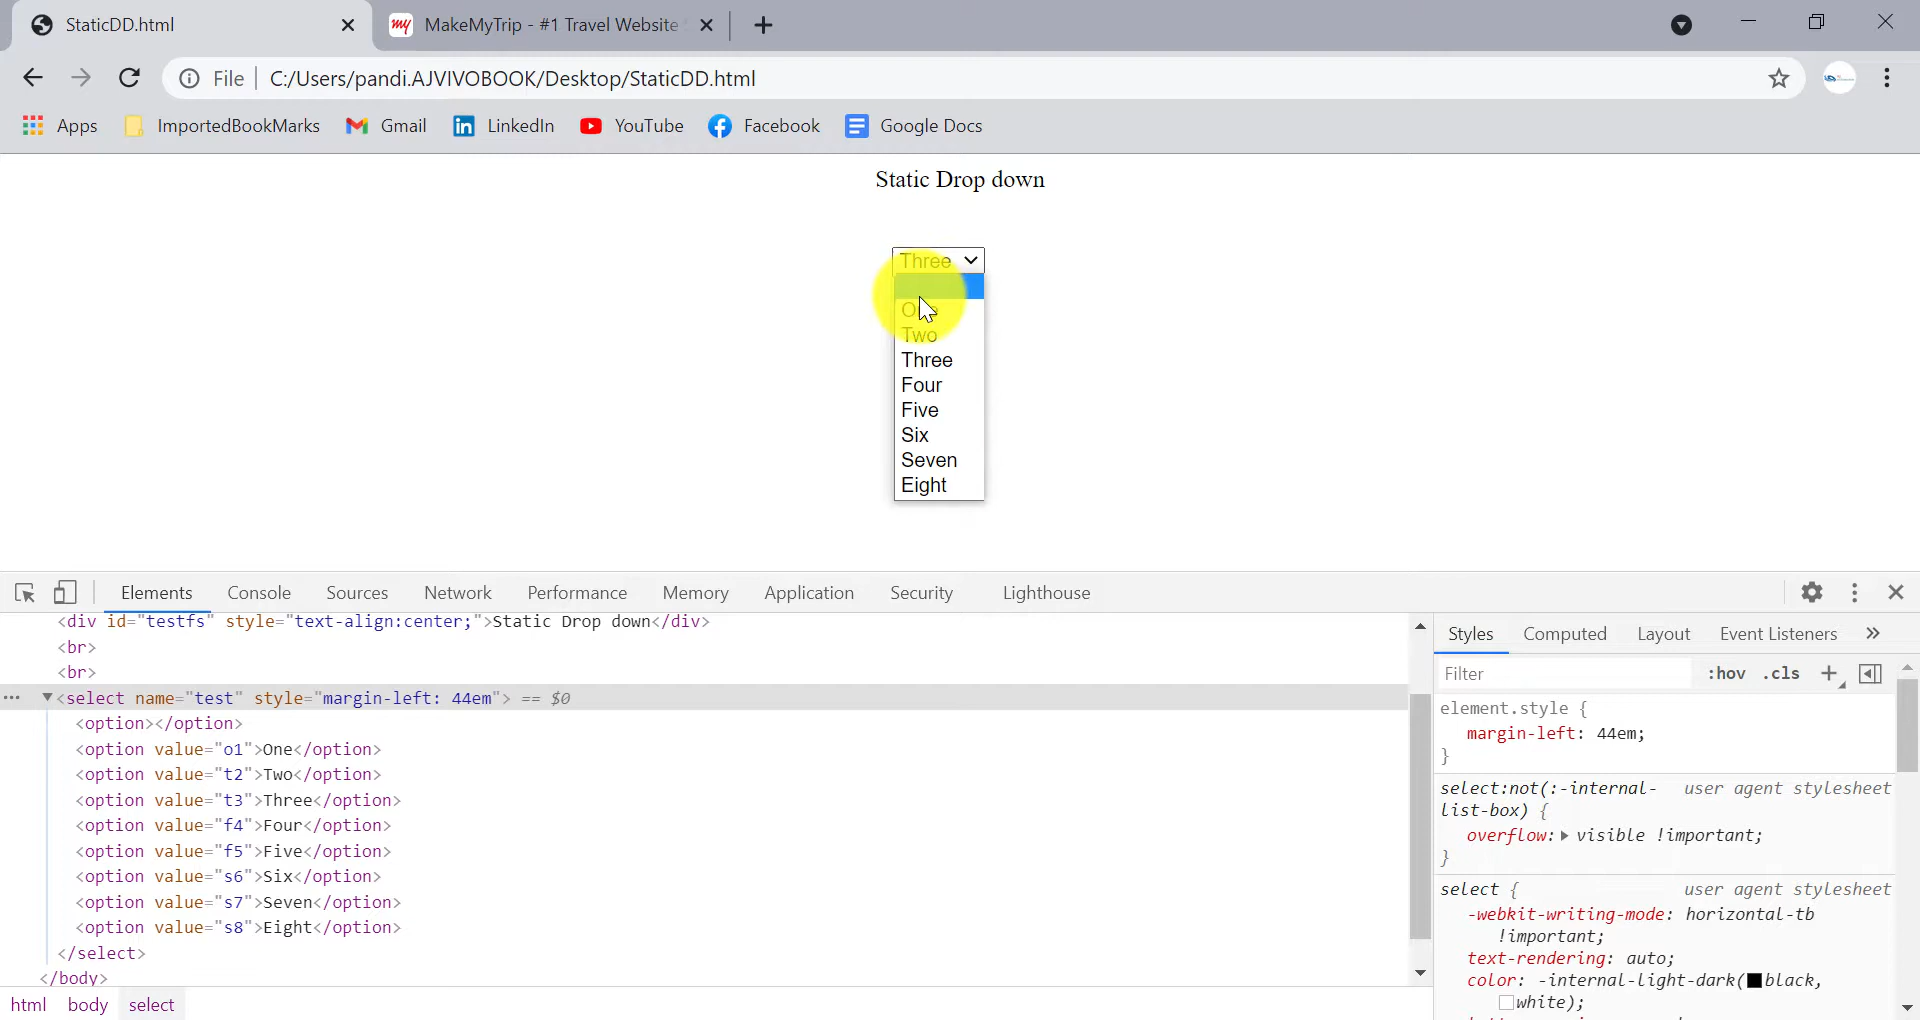 StaticDD.html
my MakeMyTrip - #1 Travel Website
File C:/Users/pandi.AJVIVOBOOK/Desktop/StaticDD.html
Apps ImportedBookMarks Gmail LinkedIn YouTube Facebook Google Docs
Static Drop down
Three
One
Two
Three
Four
Five
Six
Seven
Eight
Elements Console Sources Network Performance Memory Application Security Lighthouse
<div id="testfs" style="text-align:center;">Static Drop down</div>
<br>
<br>
<select name="test" style="margin-left: 44em"> == $0
<option></option>
<option value="o1">One</option>
<option value="t2">Two</option>
<option value="t3">Three</option>
<option value="f4">Four</option>
<option value="f5">Five</option>
<option value="s6">Six</option>
<option value="s7">Seven</option>
<option value="s8">Eight</option>
</select>
</body>
html body select
Styles Computed Layout Event Listeners »
Filter :hov .cls +
element.style {
margin-left: 44em;
}
select:not(:-internal- user agent stylesheet
list-box) {
overflow: visible !important;
}
select { user agent stylesheet
-webkit-writing-mode: horizontal-tb
!important;
text-rendering: auto;
color: -internal-light-dark(black,
white);